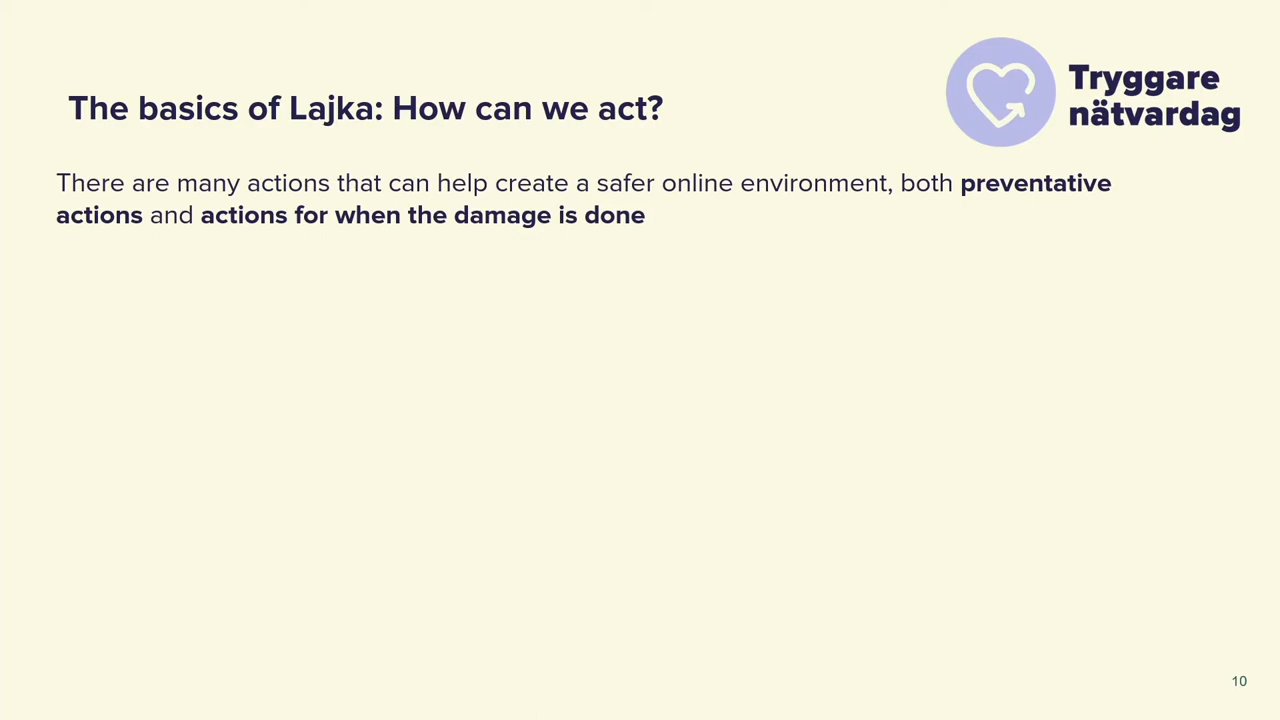 The basics of Lajka: How can we act?
Tryggare
nätvardag
There are many actions that can help create a safer online environment, both preventative
actions and actions for when the damage is done
10